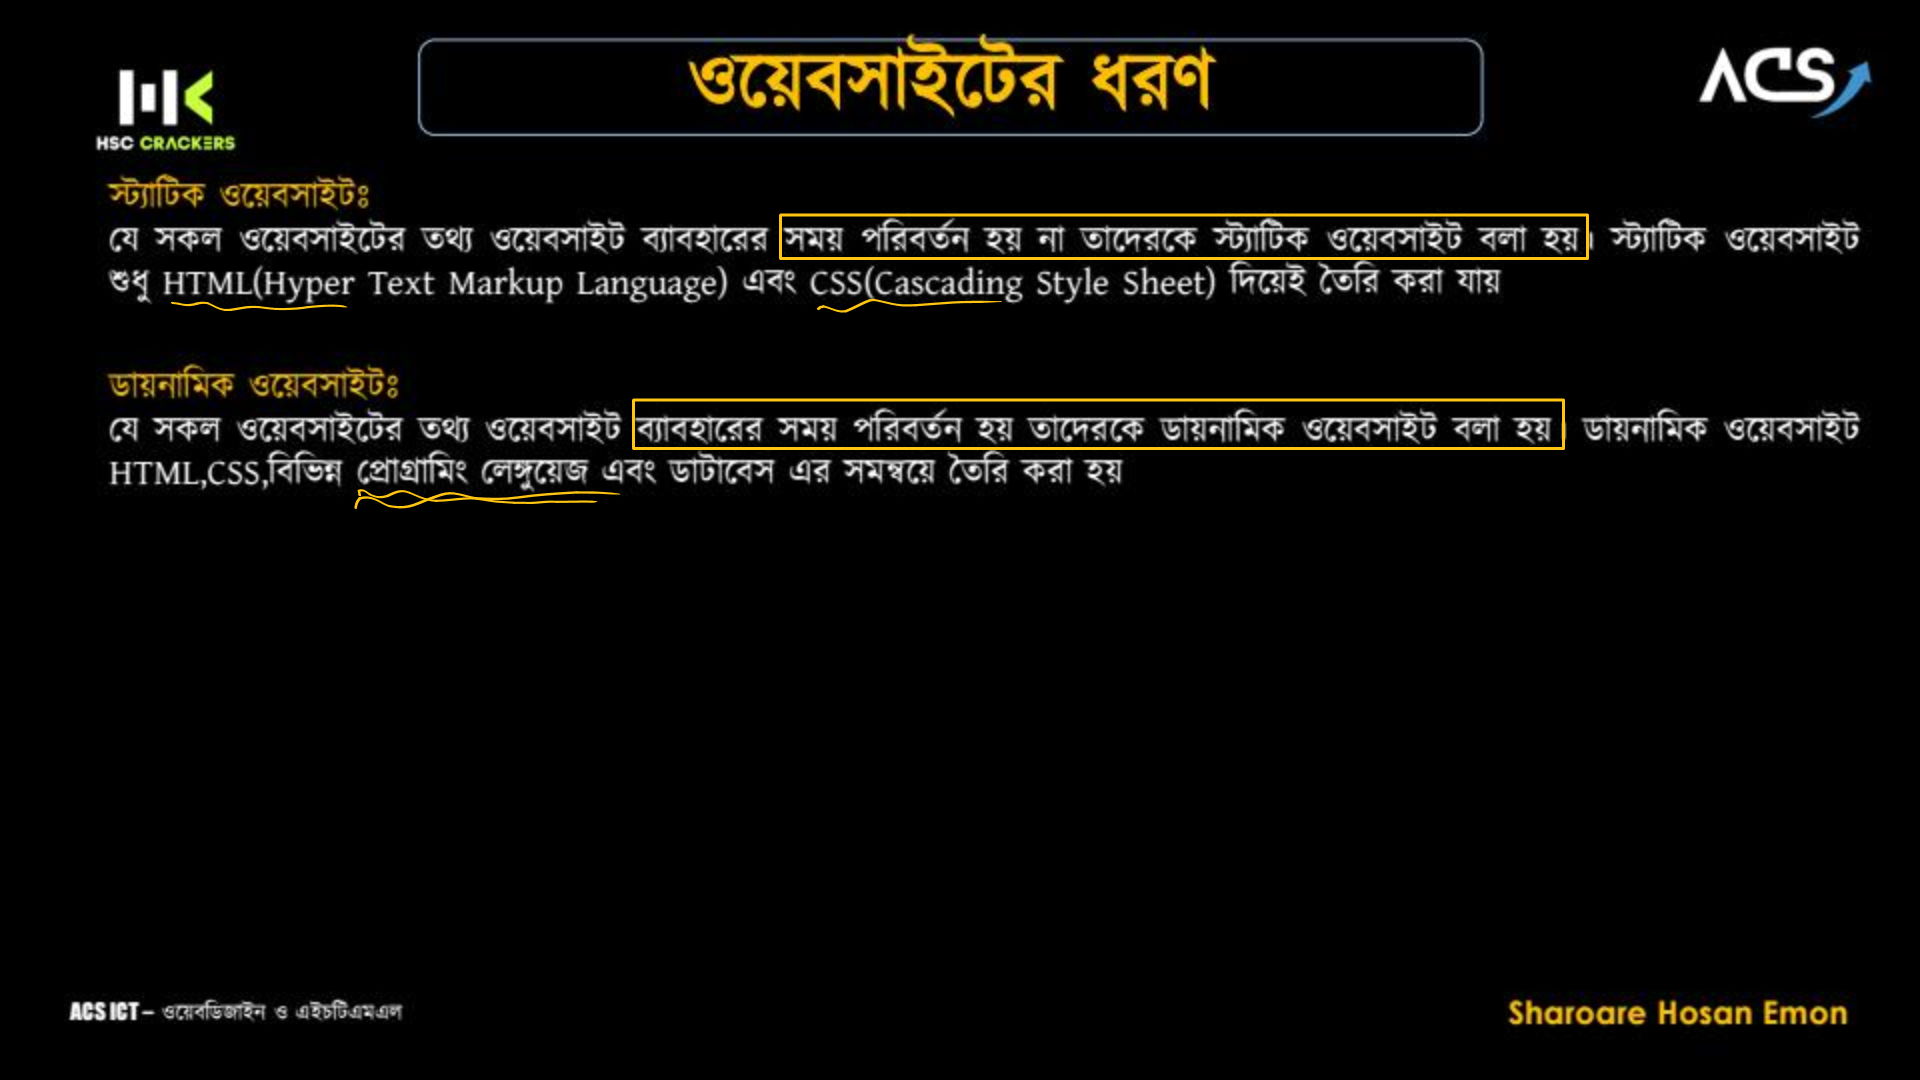 ওয়েবসাইটের ধরণ
HSC CRACKERS
ACS
স্ট্যাটিক ওয়েবসাইটঃ
যে সকল ওয়েবসাইটের তথ্য ওয়েবসাইট ব্যাবহারের সময় পরিবর্তন হয় না তাদেরকে স্ট্যাটিক ওয়েবসাইট বলা হয়। স্ট্যাটিক ওয়েবসাইট
শুধু HTML(Hyper Text Markup Language) এবং CSS(Cascading Style Sheet) দিয়েই তৈরি করা যায়
ডায়নামিক ওয়েবসাইটঃ
যে সকল ওয়েবসাইটের তথ্য ওয়েবসাইট ব্যাবহারের সময় পরিবর্তন হয় তাদেরকে ডায়নামিক ওয়েবসাইট বলা হয়। ডায়নামিক ওয়েবসাইট
HTML,CSS,বিভিন্ন প্রোগ্রামিং লেঙ্গুয়েজ এবং ডাটাবেস এর সমন্বয়ে তৈরি করা হয়
ACS ICT – ওয়েবডিজাইন ও এইচটিএমএল
Sharoare Hosan Emon